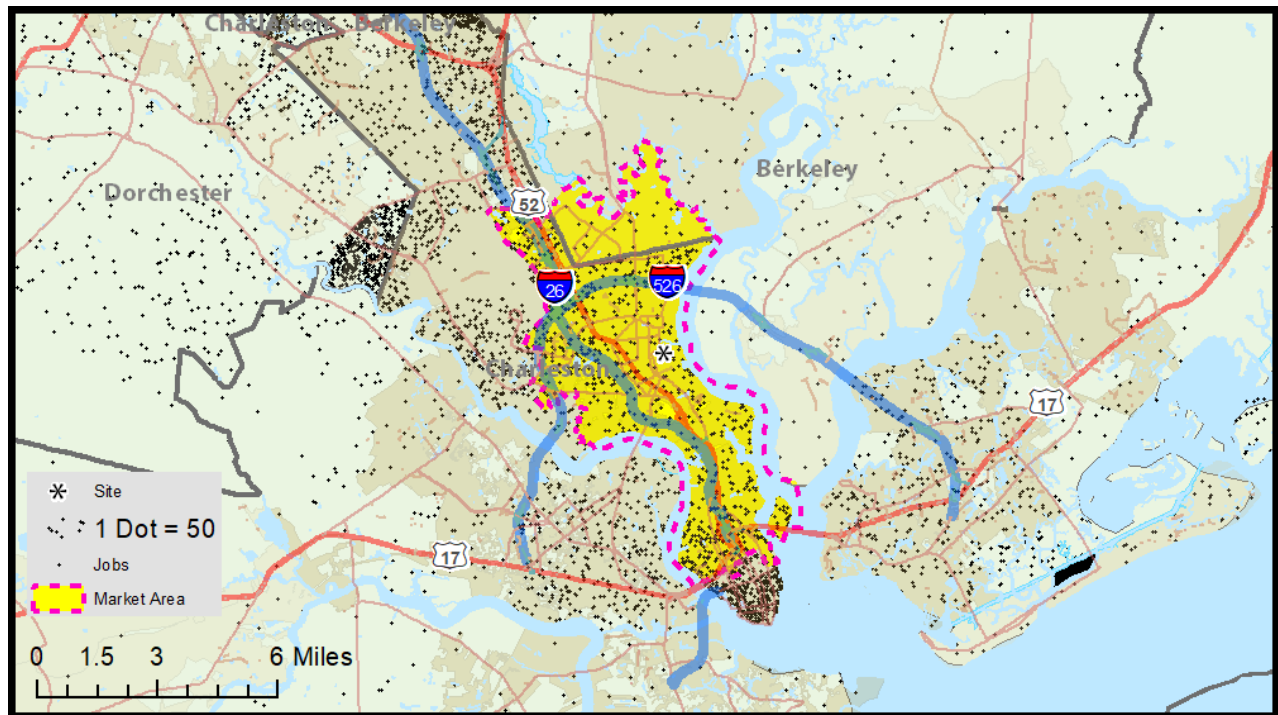 Charleston Berkeley
Dorchester
Berkeley
52
26
526
Charleston
17
17
Site
1 Dot = 50
Jobs
Market Area
0 1.5 3 6 Miles